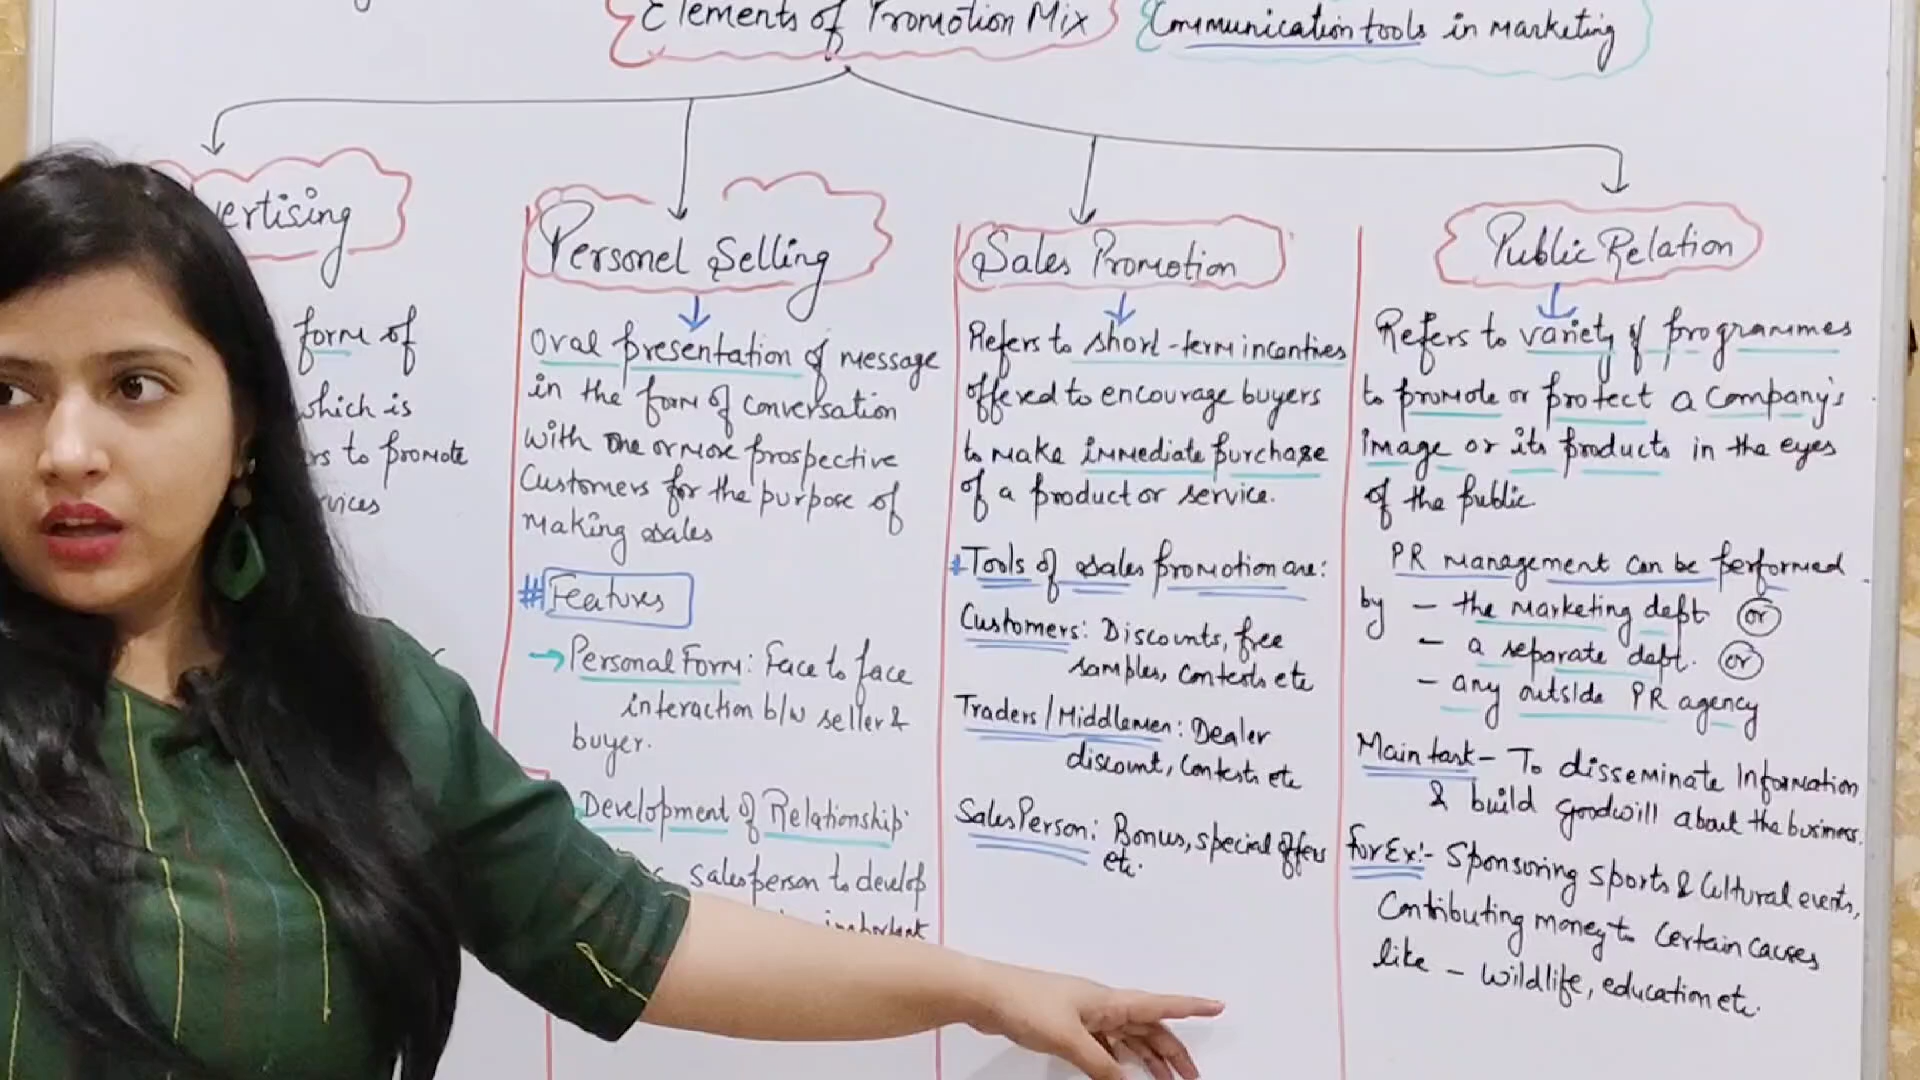 Elements of Promotion Mix
Communication tools in marketing
vertising
form of
which is
rs to promote
vices
Personel Selling
Oral presentation of message
in the form of conversation
with one or more prospective
Customers for the purpose of
making sales
# Features
→ Personal Form: Face to face
interaction b/w seller &
buyer.
Development of Relationship:
salesperson to develop
important
Sales Promotion
Refers to short-term incentives
offered to encourage buyers
to make immediate purchase
of a product or service.
* Tools of sales promotion are:
Customers: Discounts, free
samples, Contests etc
Traders/Middlemen: Dealer
discount, Contests etc
Sales Person: Bonus, special offers
etc.
Public Relation
Refers to variety of programmes
to promote or protect a Company's
image or its products in the eyes
of the public.
PR management can be performed
by - the marketing dept. or
- a separate dept. or
- any outside PR agency
Main task - To disseminate Information
& build goodwill about the business.
For Ex:- Sponsoring sports & Cultural events,
Contributing money to certain causes
like - wildlife, education etc.